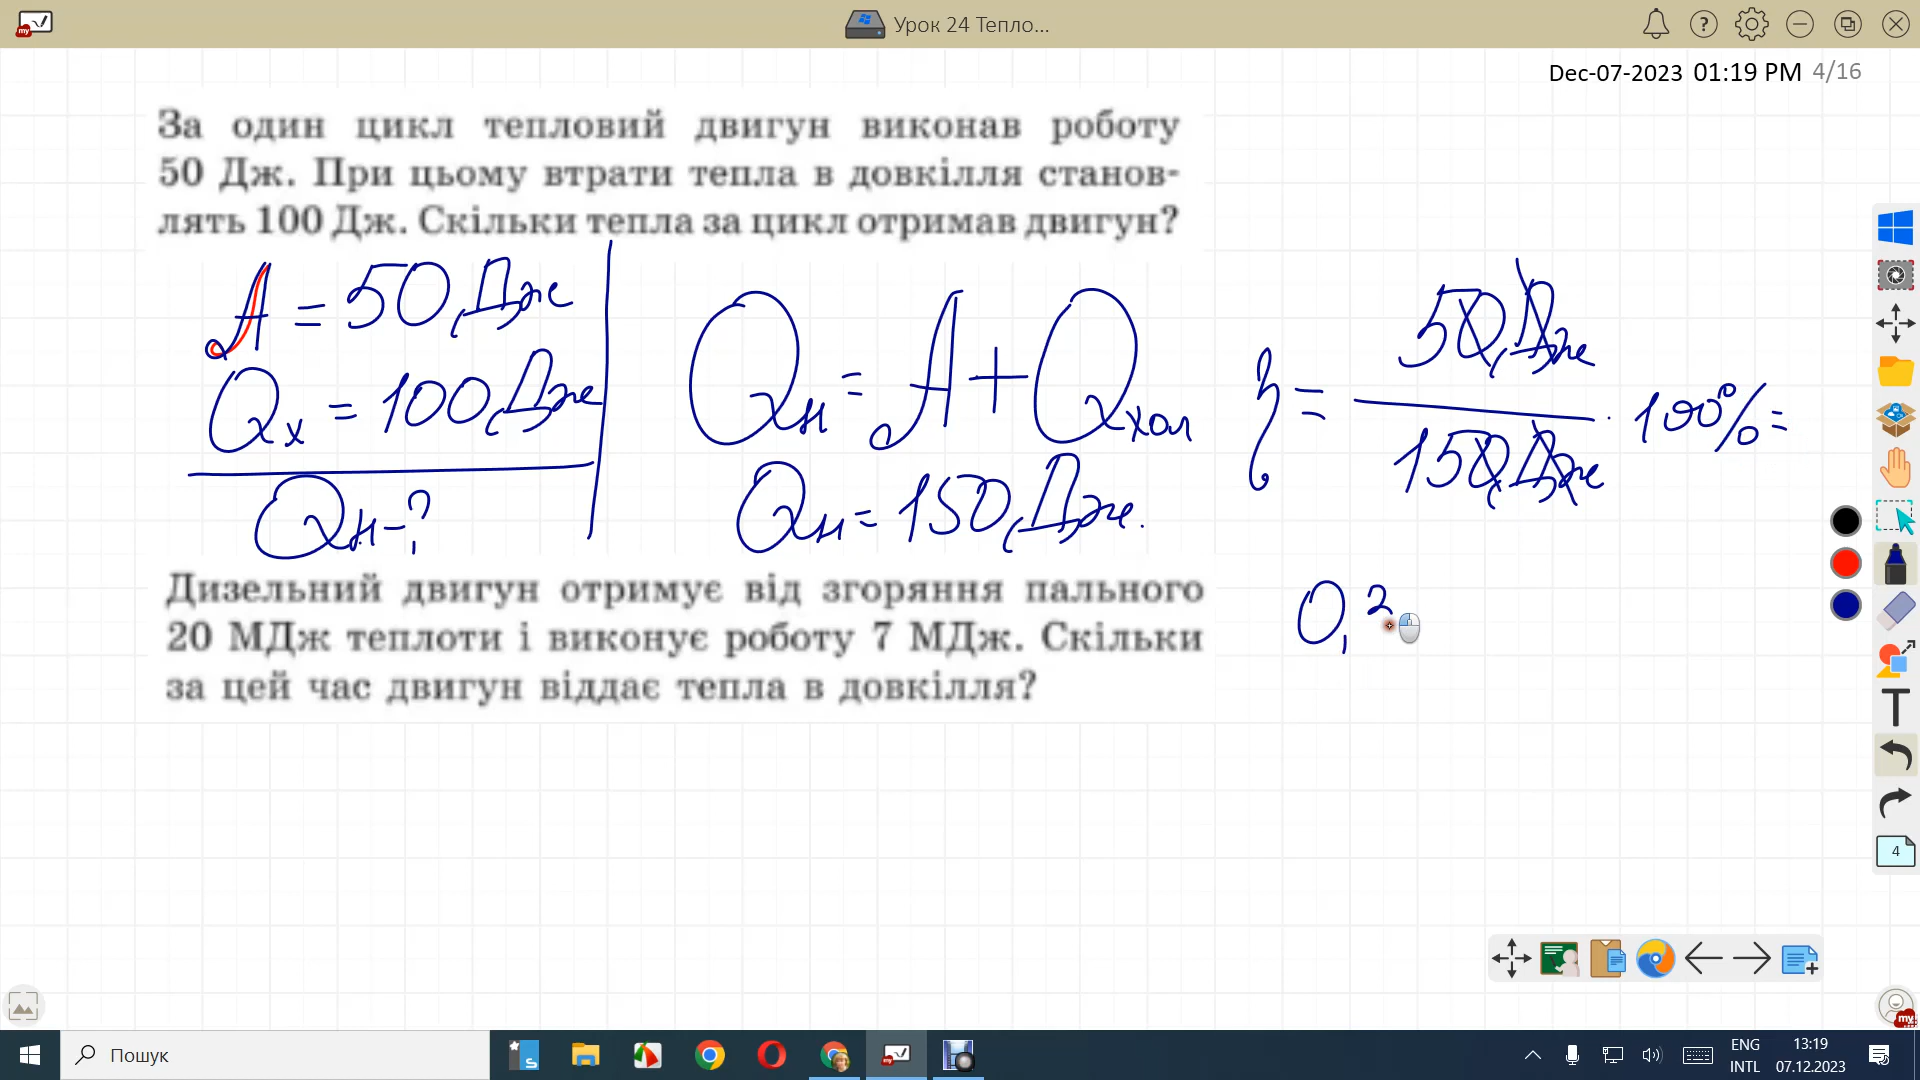 Урок 24 Тепло...
Dec-07-2023 01:19 PM 4/16
За один цикл тепловий двигун виконав роботу
50 Дж. При цьому втрати тепла в довкілля станов-
лять 100 Дж. Скільки тепла за цикл отримав двигун?
A = 50 Дж
Qх = 100 Дж
Qн - ?
Qн = A + Qхол
Qн = 150 Дж.
η = 50 Дж / 150 Дж · 100% =
Дизельний двигун отримує від згоряння пального
20 МДж теплоти і виконує роботу 7 МДж. Скільки
за цей час двигун віддає тепла в довкілля?
0,2
4
Пошук
ENG
INTL
13:19
07.12.2023